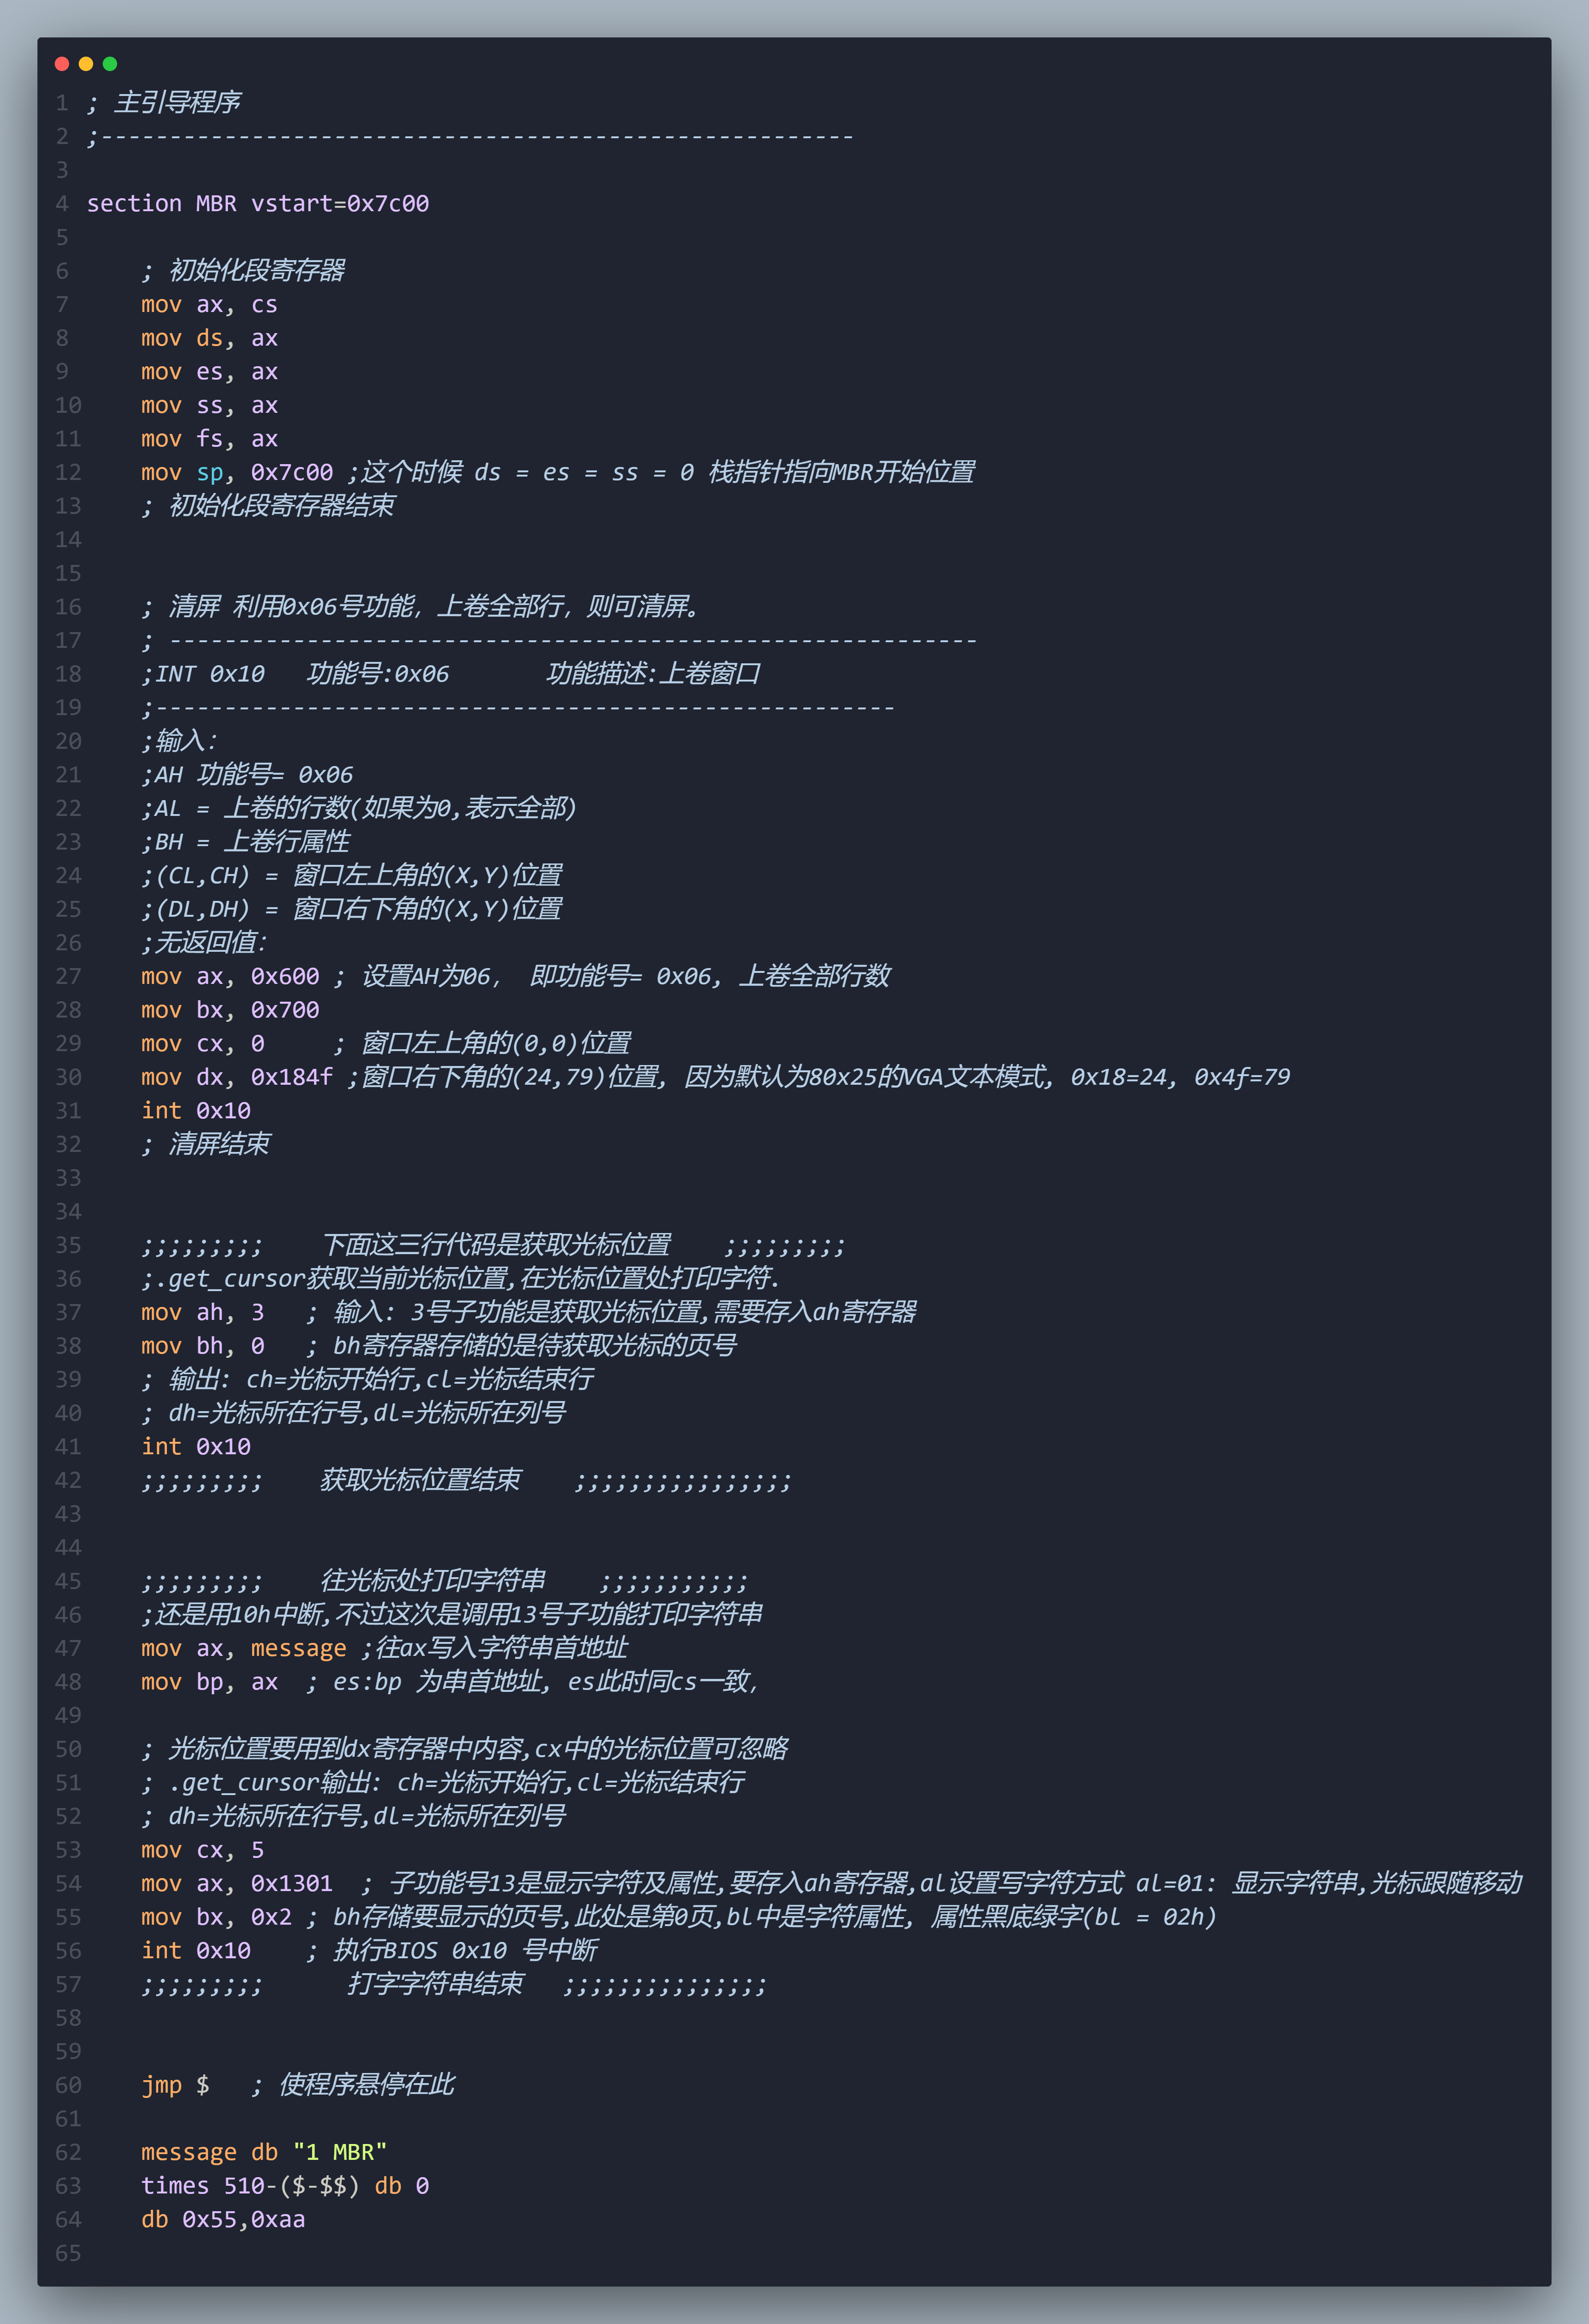 1 ; 主引导程序
2 ;-------------------------------------------------------
3
4 section MBR vstart=0x7c00
5
6     ; 初始化段寄存器
7     mov ax, cs
8     mov ds, ax
9     mov es, ax
10     mov ss, ax
11     mov fs, ax
12     mov sp, 0x7c00 ;这个时候 ds = es = ss = 0 栈指针指向MBR开始位置
13     ; 初始化段寄存器结束
14
15
16     ; 清屏 利用0x06号功能，上卷全部行，则可清屏。
17     ; -----------------------------------------------------------
18     ;INT 0x10   功能号:0x06       功能描述:上卷窗口
19     ;------------------------------------------------------
20     ;输入：
21     ;AH 功能号= 0x06
22     ;AL = 上卷的行数(如果为0,表示全部)
23     ;BH = 上卷行属性
24     ;(CL,CH) = 窗口左上角的(X,Y)位置
25     ;(DL,DH) = 窗口右下角的(X,Y)位置
26     ;无返回值：
27     mov ax, 0x600 ; 设置AH为06， 即功能号= 0x06, 上卷全部行数
28     mov bx, 0x700
29     mov cx, 0     ; 窗口左上角的(0,0)位置
30     mov dx, 0x184f ;窗口右下角的(24,79)位置, 因为默认为80x25的VGA文本模式, 0x18=24, 0x4f=79
31     int 0x10
32     ; 清屏结束
33
34
35     ;;;;;;;;;    下面这三行代码是获取光标位置    ;;;;;;;;;
36     ;.get_cursor获取当前光标位置,在光标位置处打印字符.
37     mov ah, 3   ; 输入: 3号子功能是获取光标位置,需要存入ah寄存器
38     mov bh, 0   ; bh寄存器存储的是待获取光标的页号
39     ; 输出: ch=光标开始行,cl=光标结束行
40     ; dh=光标所在行号,dl=光标所在列号
41     int 0x10
42     ;;;;;;;;;    获取光标位置结束    ;;;;;;;;;;;;;;;;
43
44
45     ;;;;;;;;;    往光标处打印字符串    ;;;;;;;;;;;
46     ;还是用10h中断,不过这次是调用13号子功能打印字符串
47     mov ax, message ;往ax写入字符串首地址
48     mov bp, ax  ; es:bp 为串首地址, es此时同cs一致，
49
50     ; 光标位置要用到dx寄存器中内容,cx中的光标位置可忽略
51     ; .get_cursor输出: ch=光标开始行,cl=光标结束行
52     ; dh=光标所在行号,dl=光标所在列号
53     mov cx, 5
54     mov ax, 0x1301  ; 子功能号13是显示字符及属性,要存入ah寄存器,al设置写字符方式 al=01: 显示字符串,光标跟随移动
55     mov bx, 0x2 ; bh存储要显示的页号,此处是第0页,bl中是字符属性, 属性黑底绿字(bl = 02h)
56     int 0x10    ; 执行BIOS 0x10 号中断
57     ;;;;;;;;;      打字字符串结束   ;;;;;;;;;;;;;;;
58
59
60     jmp $   ; 使程序悬停在此
61
62     message db "1 MBR"
63     times 510-($-$$) db 0
64     db 0x55,0xaa
65